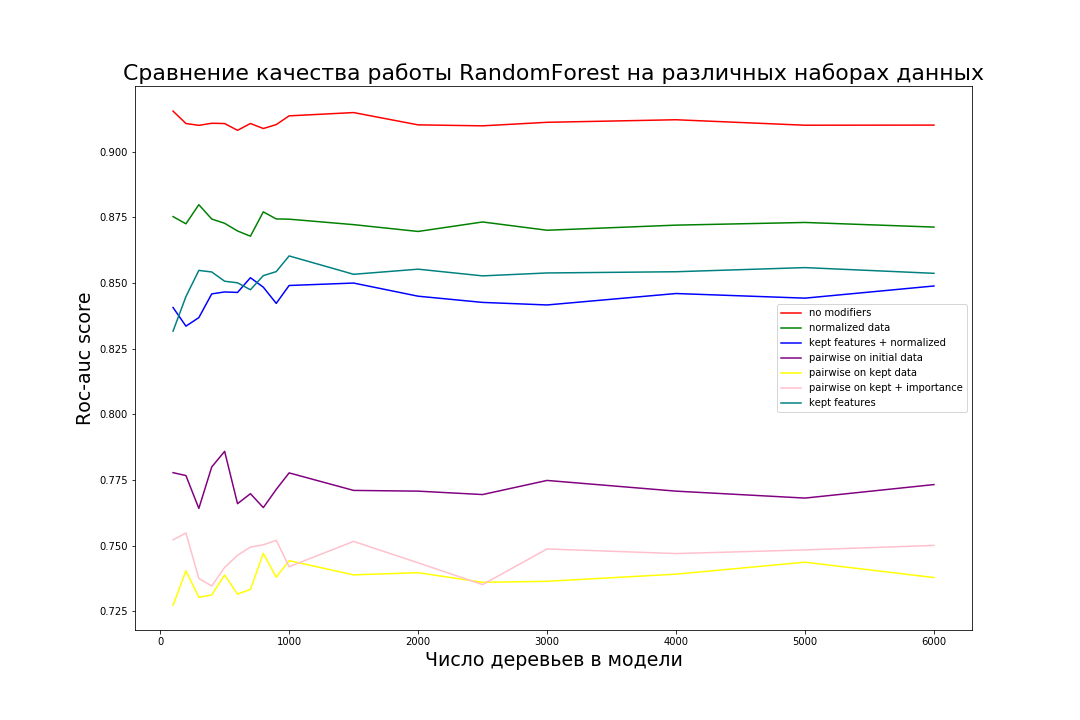 Сравнение качества работы RandomForest на различных наборах данных
Roc-auc score
0.900
0.875
0.850
0.825
0.800
0.775
0.750
0.725
no modifiers
normalized data
kept features + normalized
pairwise on initial data
pairwise on kept data
pairwise on kept + importance
kept features
0 1000 2000 3000 4000 5000 6000
Число деревьев в модели